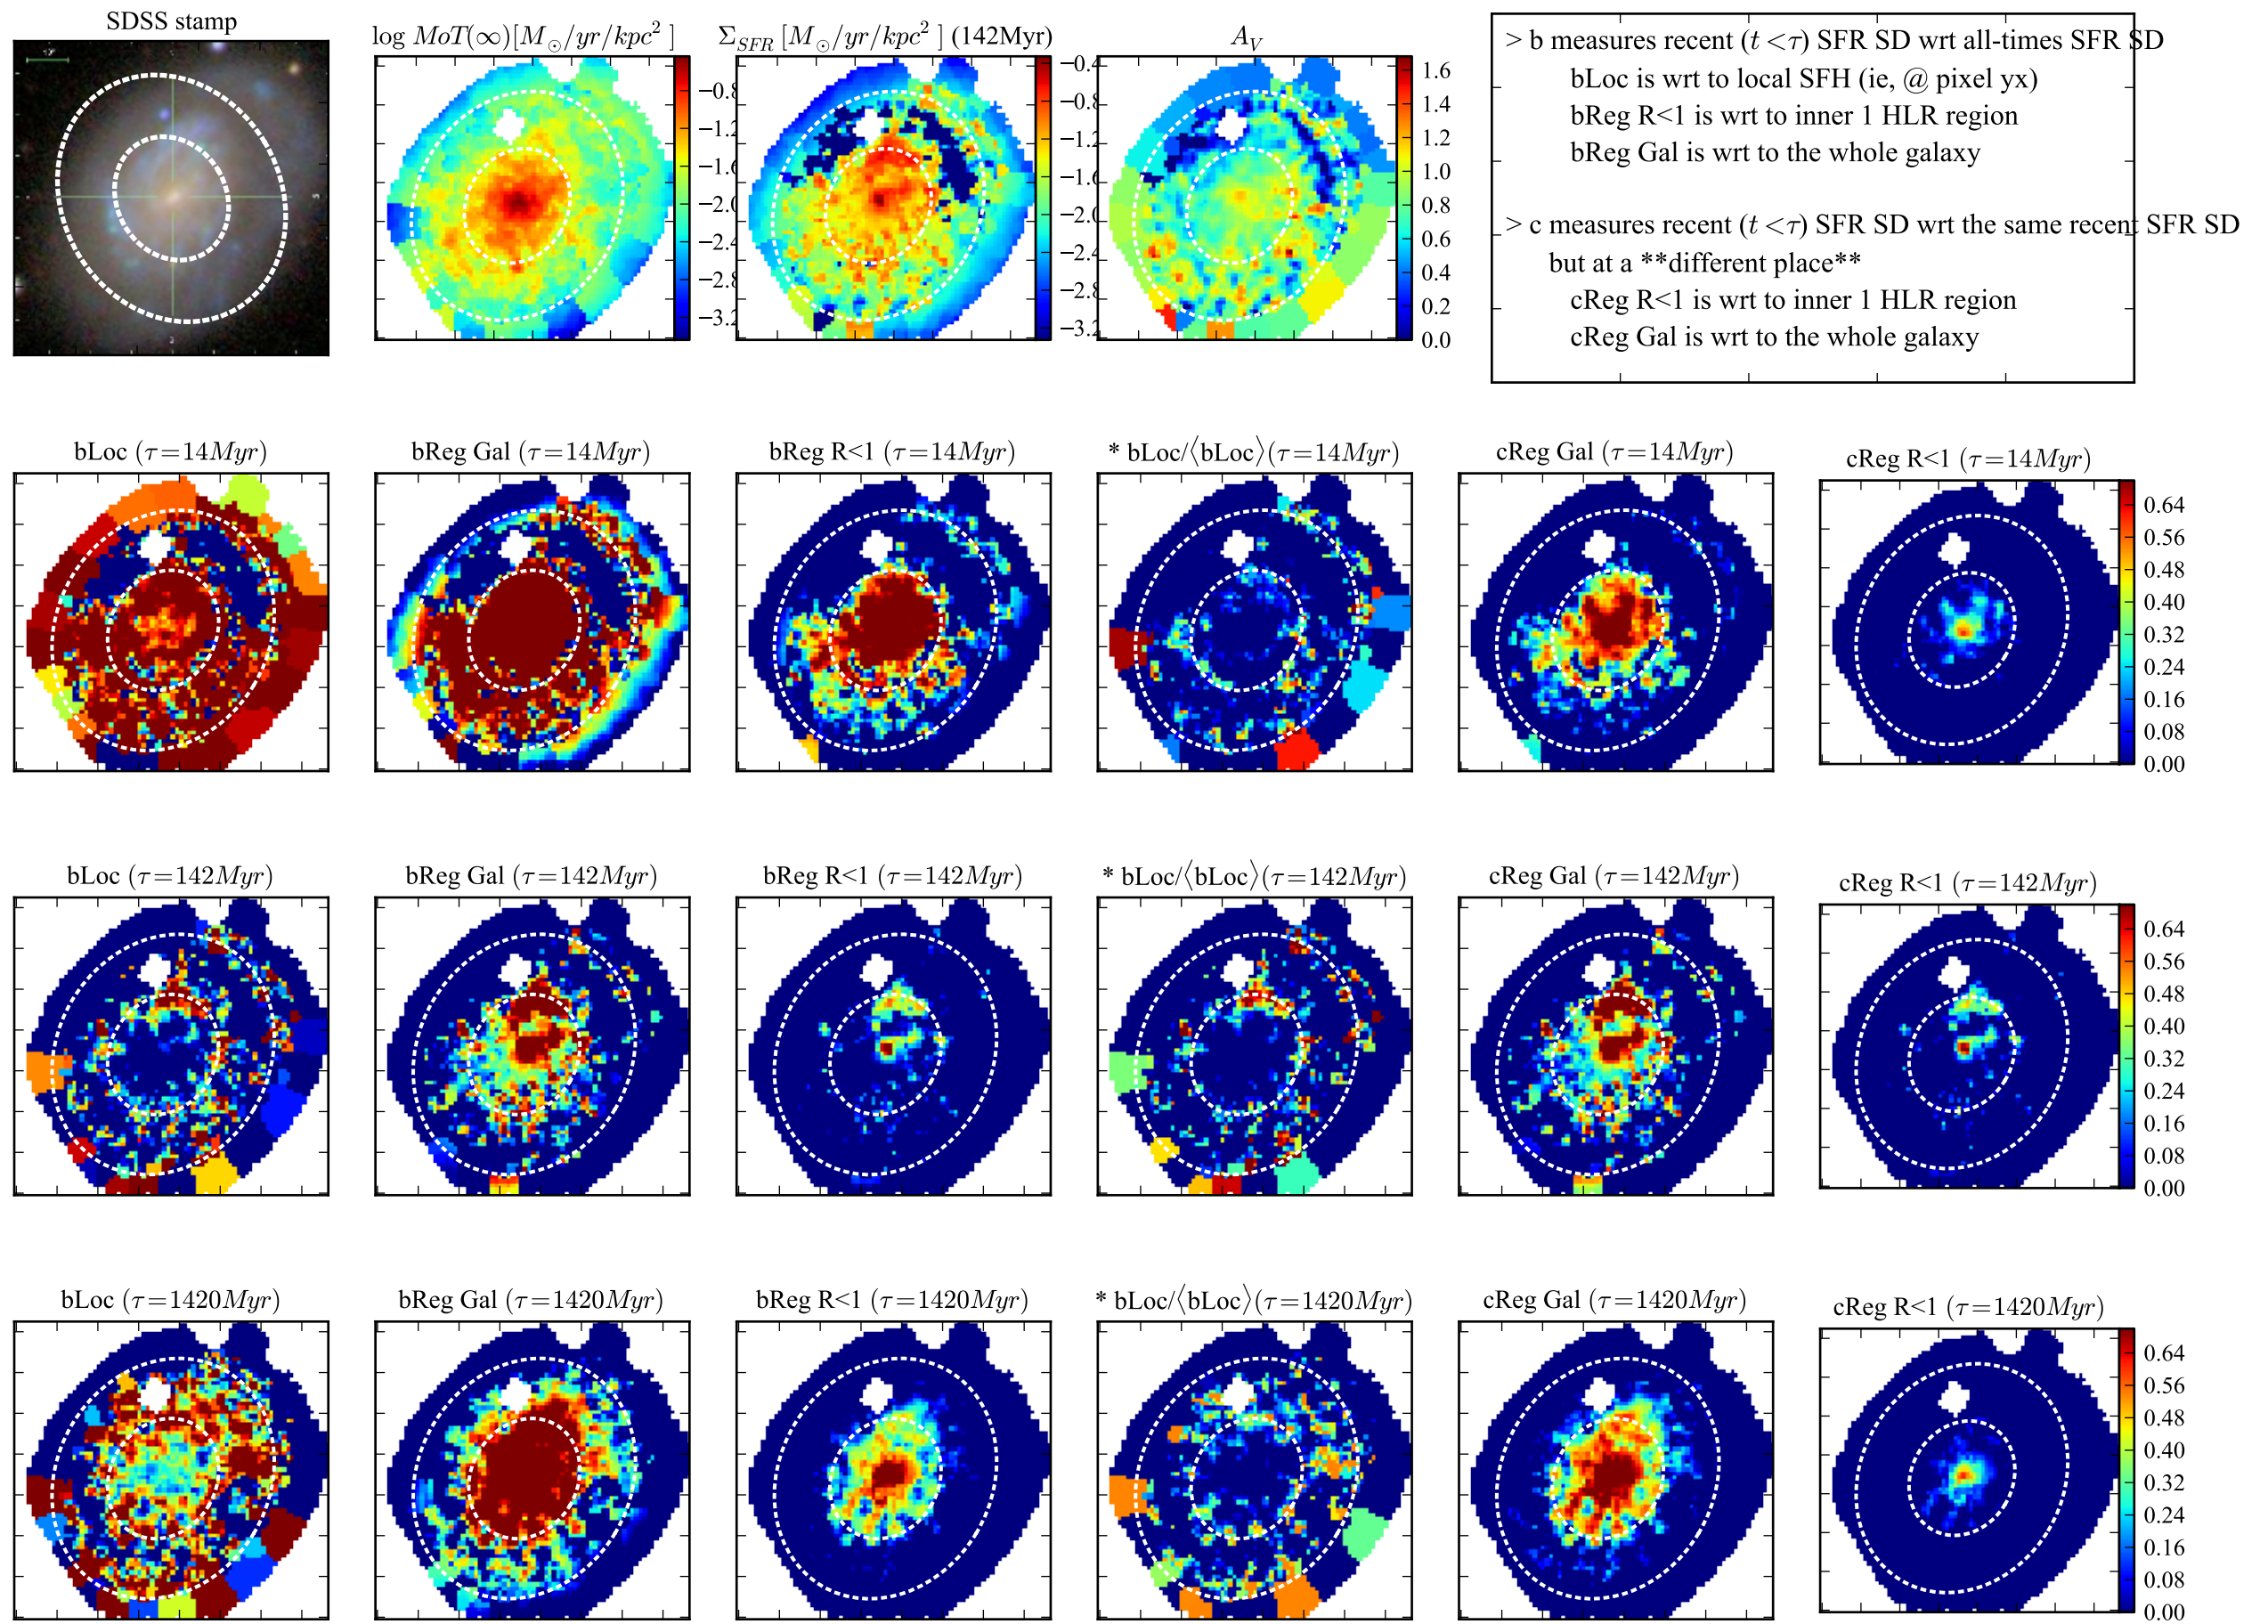 SDSS stamp
log MoT(∞)[M⊙/yr/kpc² ]
Σ_SFR [M⊙/yr/kpc² ] (142Myr)
A_V
−0.8
−1.2
−1.6
−2.0
−2.4
−2.8
−3.2
−0.4
−0.8
−1.2
−1.6
−2.0
−2.4
−2.8
−3.2
1.6
1.4
1.2
1.0
0.8
0.6
0.4
0.2
0.0
> b measures recent (t <τ) SFR SD wrt all-times SFR SD
bLoc is wrt to local SFH (ie, @ pixel yx)
bReg R<1 is wrt to inner 1 HLR region
bReg Gal is wrt to the whole galaxy
> c measures recent (t <τ) SFR SD wrt the same recent SFR SD
but at a **different place**
cReg R<1 is wrt to inner 1 HLR region
cReg Gal is wrt to the whole galaxy
bLoc (τ=14Myr)
bReg Gal (τ=14Myr)
bReg R<1 (τ=14Myr)
* bLoc/⟨bLoc⟩(τ=14Myr)
cReg Gal (τ=14Myr)
cReg R<1 (τ=14Myr)
0.64
0.56
0.48
0.40
0.32
0.24
0.16
0.08
0.00
bLoc (τ=142Myr)
bReg Gal (τ=142Myr)
bReg R<1 (τ=142Myr)
* bLoc/⟨bLoc⟩(τ=142Myr)
cReg Gal (τ=142Myr)
cReg R<1 (τ=142Myr)
0.64
0.56
0.48
0.40
0.32
0.24
0.16
0.08
0.00
bLoc (τ=1420Myr)
bReg Gal (τ=1420Myr)
bReg R<1 (τ=1420Myr)
* bLoc/⟨bLoc⟩(τ=1420Myr)
cReg Gal (τ=1420Myr)
cReg R<1 (τ=1420Myr)
0.64
0.56
0.48
0.40
0.32
0.24
0.16
0.08
0.00